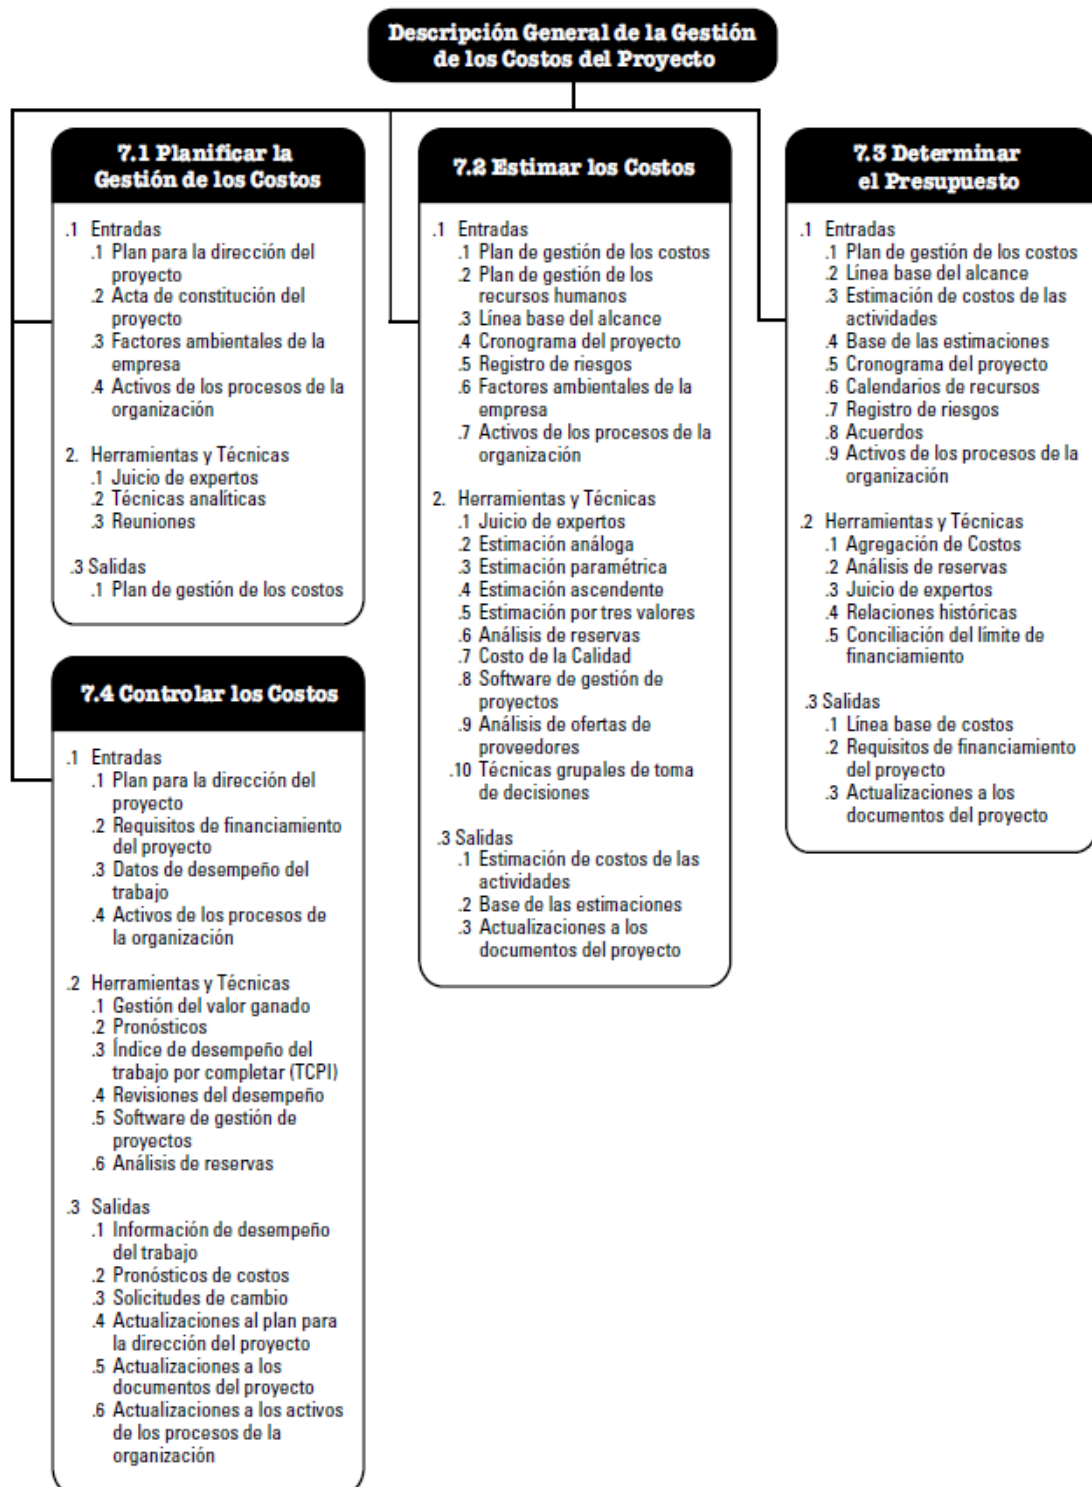 Descripción General de la Gestión
de los Costos del Proyecto
7.1 Planificar la
Gestión de los Costos
.1 Entradas
.1 Plan para la dirección del
proyecto
.2 Acta de constitución del
proyecto
.3 Factores ambientales de la
empresa
.4 Activos de los procesos de la
organización
2. Herramientas y Técnicas
.1 Juicio de expertos
.2 Técnicas analíticas
.3 Reuniones
.3 Salidas
.1 Plan de gestión de los costos
7.2 Estimar los Costos
.1 Entradas
.1 Plan de gestión de los costos
.2 Plan de gestión de los
recursos humanos
.3 Línea base del alcance
.4 Cronograma del proyecto
.5 Registro de riesgos
.6 Factores ambientales de la
empresa
.7 Activos de los procesos de la
organización
2. Herramientas y Técnicas
.1 Juicio de expertos
.2 Estimación análoga
.3 Estimación paramétrica
.4 Estimación ascendente
.5 Estimación por tres valores
.6 Análisis de reservas
.7 Costo de la Calidad
.8 Software de gestión de
proyectos
.9 Análisis de ofertas de
proveedores
.10 Técnicas grupales de toma
de decisiones
.3 Salidas
.1 Estimación de costos de las
actividades
.2 Base de las estimaciones
.3 Actualizaciones a los
documentos del proyecto
7.3 Determinar
el Presupuesto
.1 Entradas
.1 Plan de gestión de los costos
.2 Línea base del alcance
.3 Estimación de costos de las
actividades
.4 Base de las estimaciones
.5 Cronograma del proyecto
.6 Calendarios de recursos
.7 Registro de riesgos
.8 Acuerdos
.9 Activos de los procesos de la
organización
.2 Herramientas y Técnicas
.1 Agregación de Costos
.2 Análisis de reservas
.3 Juicio de expertos
.4 Relaciones históricas
.5 Conciliación del límite de
financiamiento
.3 Salidas
.1 Línea base de costos
.2 Requisitos de financiamiento
del proyecto
.3 Actualizaciones a los
documentos del proyecto
7.4 Controlar los Costos
.1 Entradas
.1 Plan para la dirección del
proyecto
.2 Requisitos de financiamiento
del proyecto
.3 Datos de desempeño del
trabajo
.4 Activos de los procesos de
la organización
.2 Herramientas y Técnicas
.1 Gestión del valor ganado
.2 Pronósticos
.3 Índice de desempeño del
trabajo por completar (TCPI)
.4 Revisiones del desempeño
.5 Software de gestión de
proyectos
.6 Análisis de reservas
.3 Salidas
.1 Información de desempeño
del trabajo
.2 Pronósticos de costos
.3 Solicitudes de cambio
.4 Actualizaciones al plan para
la dirección del proyecto
.5 Actualizaciones a los
documentos del proyecto
.6 Actualizaciones a los activos
de los procesos de la
organización